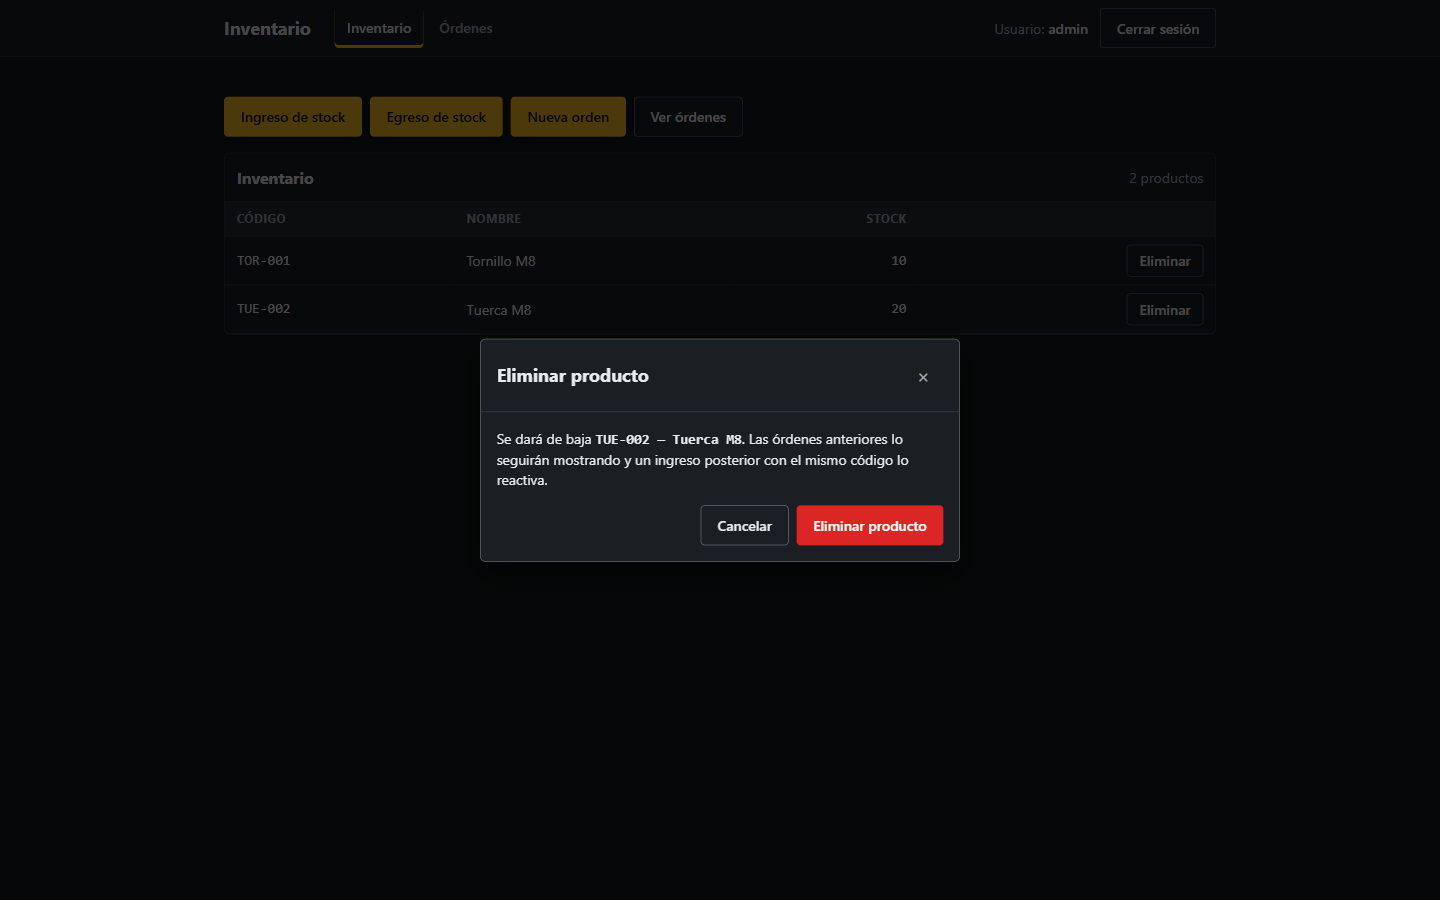 Inventario Inventario Órdenes Usuario: admin Cerrar sesión
Ingreso de stock Egreso de stock Nueva orden Ver órdenes
Inventario 2 productos
CÓDIGO NOMBRE STOCK
TOR-001 Tornillo M8 10 Eliminar
TUE-002 Tuerca M8 20 Eliminar
Eliminar producto ×
Se dará de baja TUE-002 — Tuerca M8. Las órdenes anteriores lo
seguirán mostrando y un ingreso posterior con el mismo código lo
reactiva.
Cancelar Eliminar producto